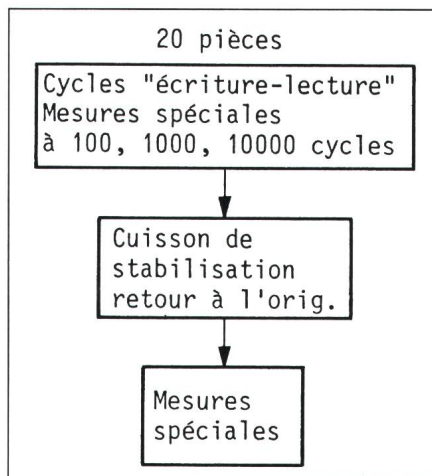 20 pièces
Cycles "écriture-lecture"
Mesures spéciales
à 100, 1000, 10000 cycles
Cuisson de
stabilisation
retour à l'orig.
Mesures
spéciales